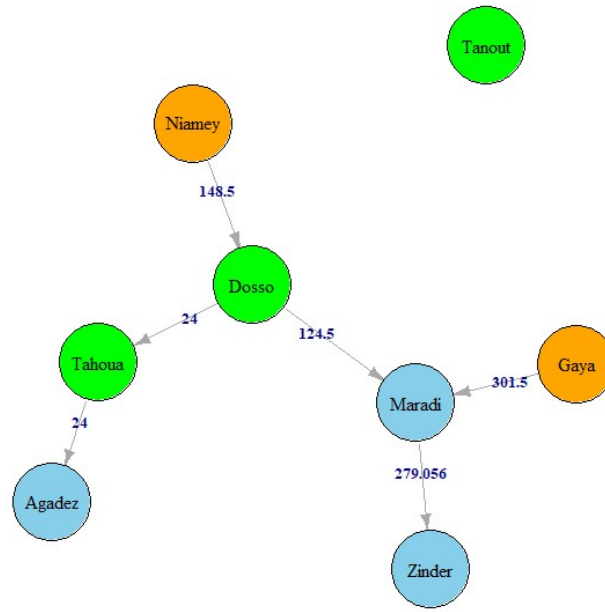 Tanout
Niamey
148.5
Dosso
24
124.5
Tahoua
Gaya
301.5
Maradi
24
279.056
Agadez
Zinder